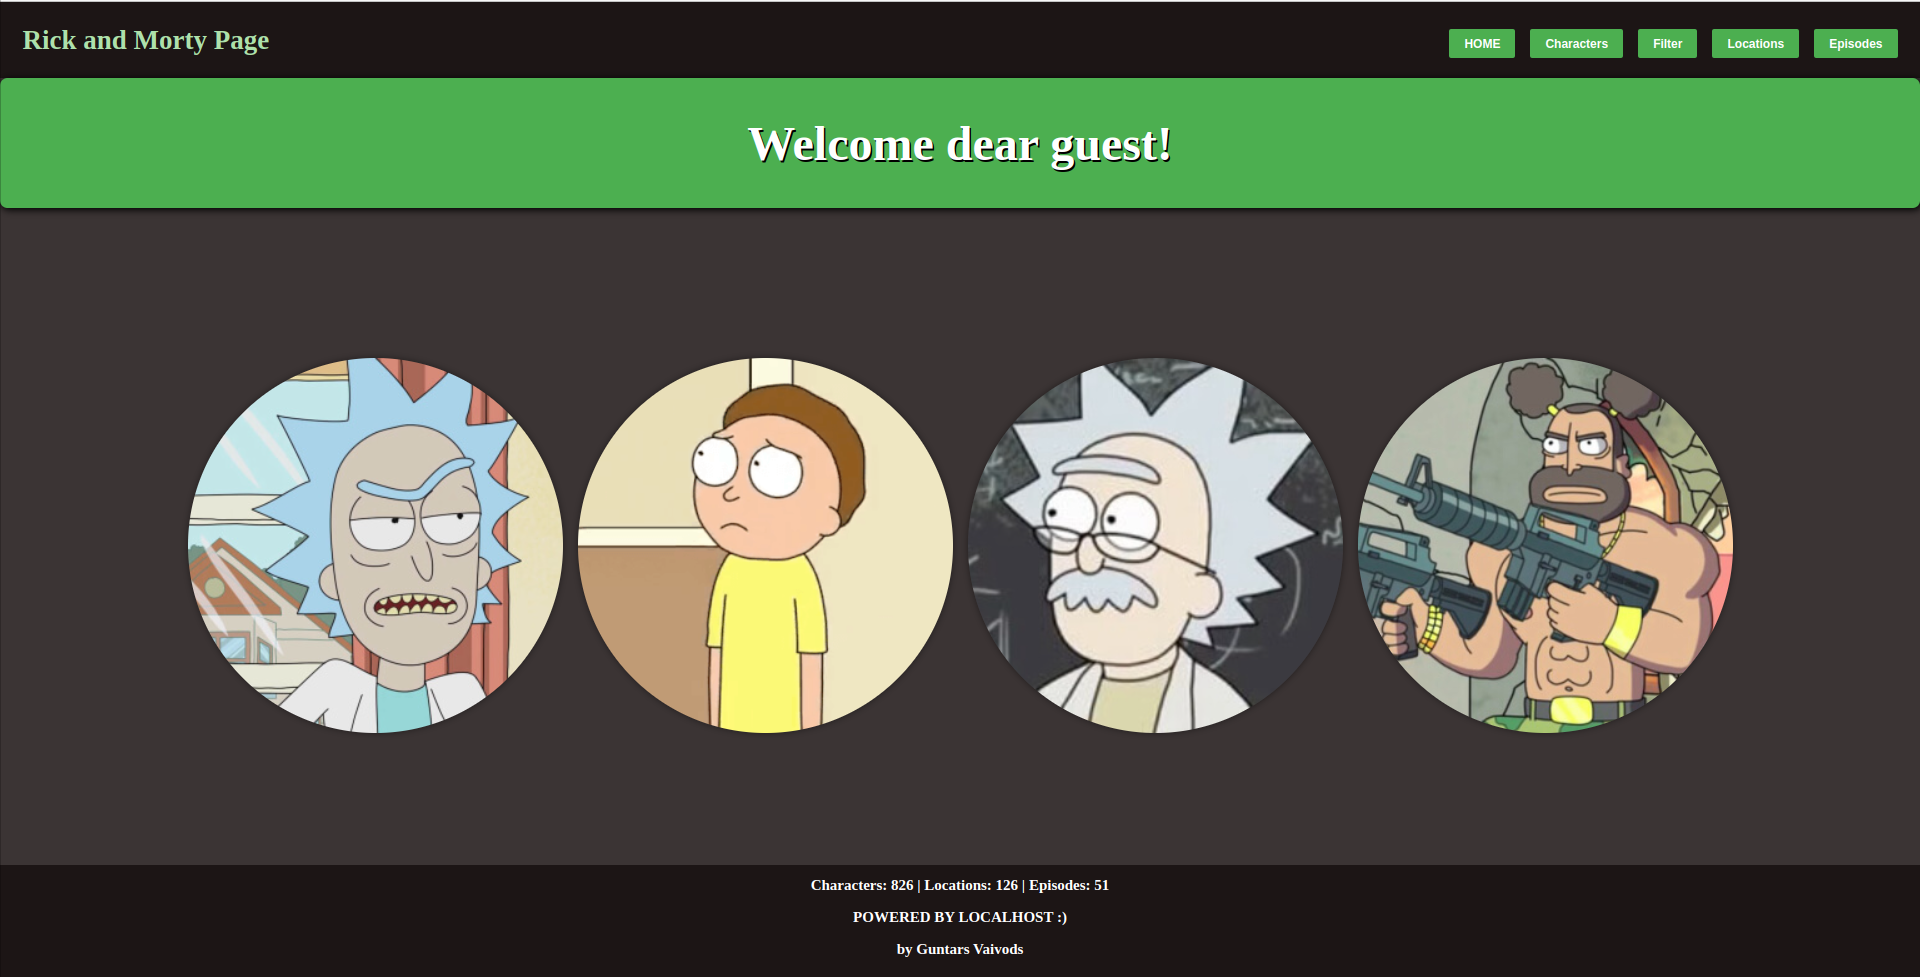 Rick and Morty Page
HOME Characters Filter Locations Episodes
Welcome dear guest!
Characters: 826 | Locations: 126 | Episodes: 51
POWERED BY LOCALHOST :)
by Guntars Vaivods